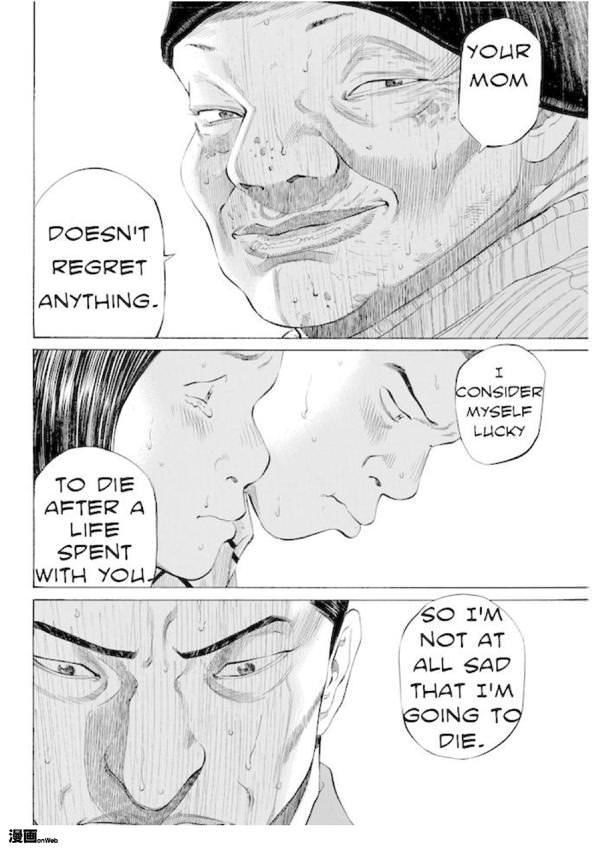 YOUR
MOM
DOESN'T
REGRET
ANYTHING.
I
CONSIDER
MYSELF
LUCKY
TO DIE
AFTER A
LIFE
SPENT
WITH YOU.
SO I'M
NOT AT
ALL SAD
THAT I'M
GOING TO
DIE.
漫画onWeb